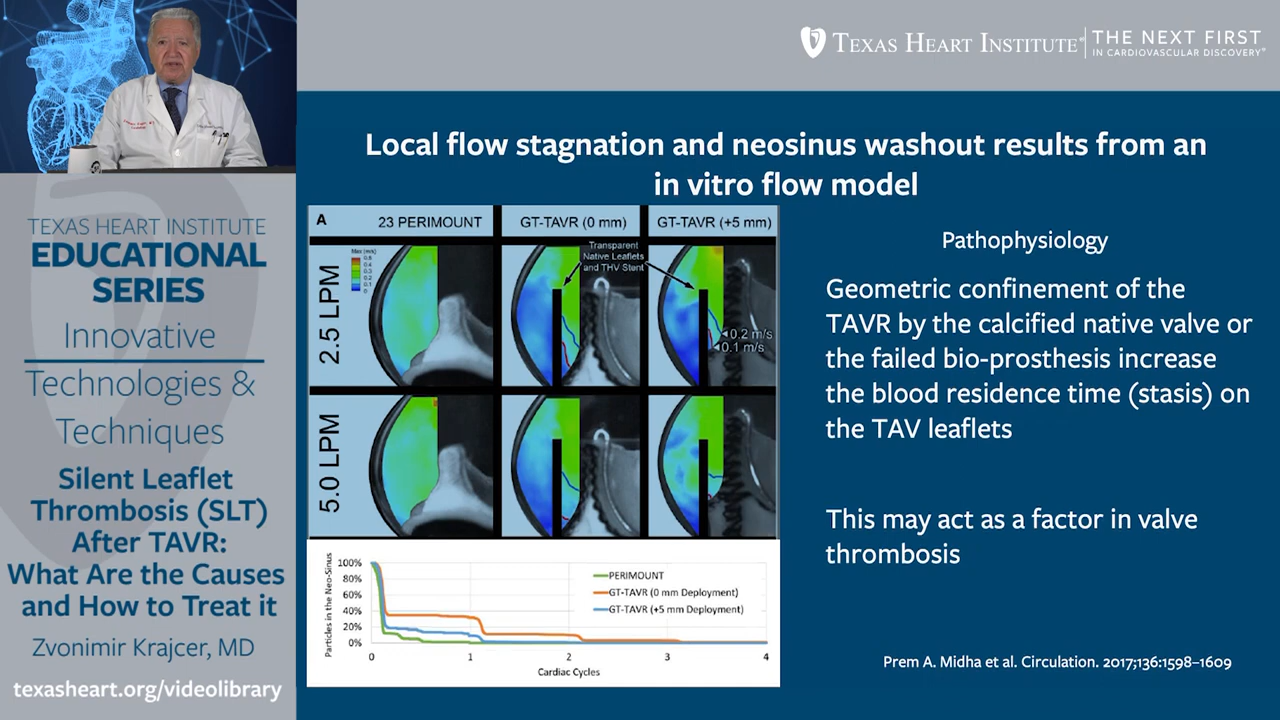 TEXAS HEART INSTITUTE®
THE NEXT FIRST
IN CARDIOVASCULAR DISCOVERY®
TEXAS HEART INSTITUTE
EDUCATIONAL
SERIES
Innovative
Technologies &
Techniques
Silent Leaflet
Thrombosis (SLT)
After TAVR:
What Are the Causes
and How to Treat it
Zvonimir Krajcer, MD
texasheart.org/videolibrary
Local flow stagnation and neosinus washout results from an
in vitro flow model
A
23 PERIMOUNT
GT-TAVR (0 mm)
GT-TAVR (+5 mm)
2.5 LPM
Transparent
Native Leaflets
and THV Stent
0.2 m/s
0.1 m/s
5.0 LPM
Particles in the Neo-Sinus
100%
80%
60%
40%
20%
0%
PERIMOUNT
GT-TAVR (0 mm Deployment)
GT-TAVR (+5 mm Deployment)
0 1 2 3 4
Cardiac Cycles
Pathophysiology
Geometric confinement of the
TAVR by the calcified native valve or
the failed bio-prosthesis increase
the blood residence time (stasis) on
the TAV leaflets
This may act as a factor in valve
thrombosis
Prem A. Midha et al. Circulation. 2017;136:1598–1609